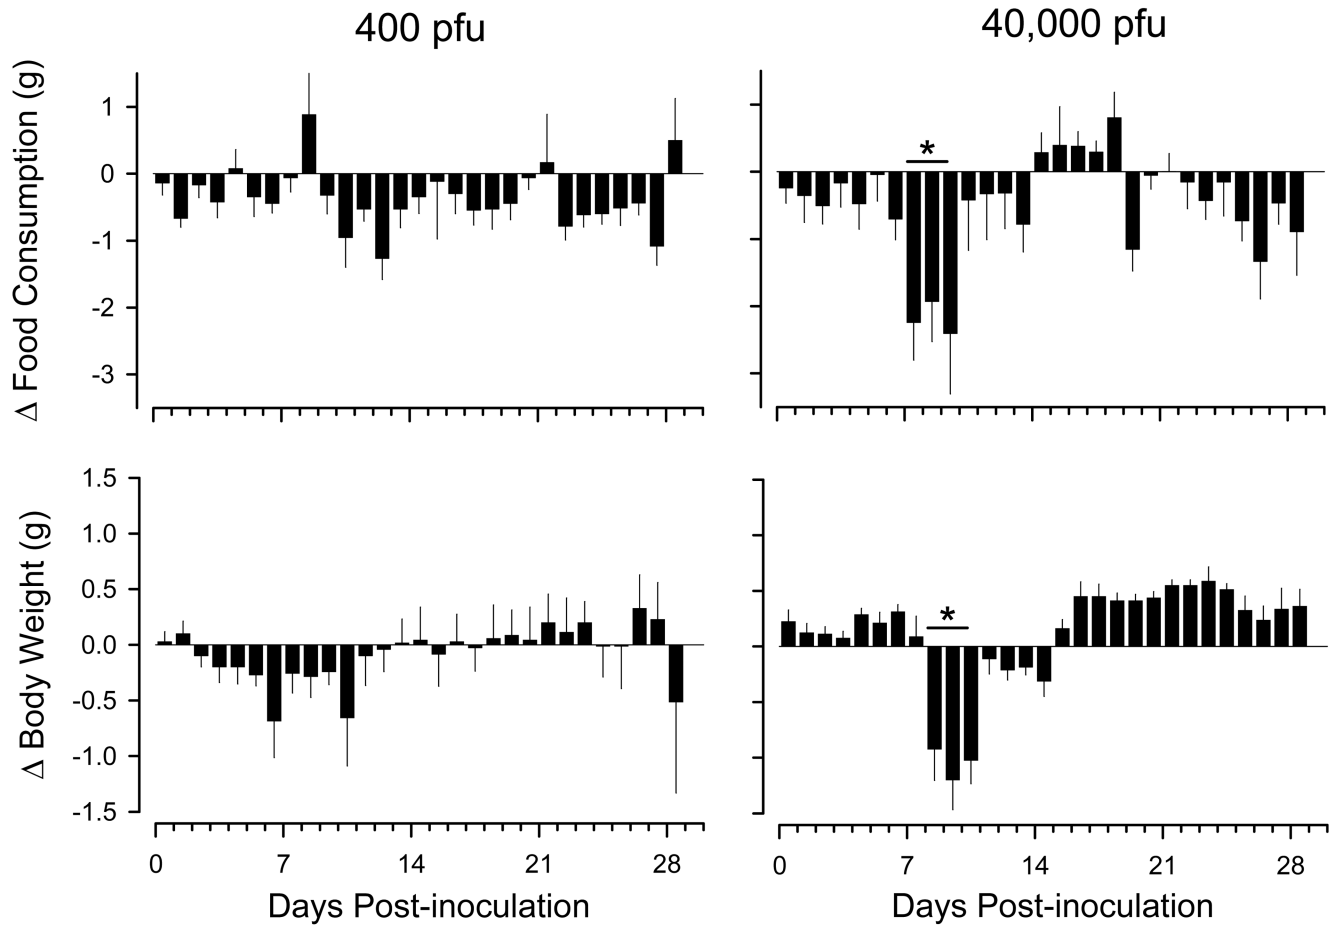 400 pfu
40,000 pfu
Δ Food Consumption (g)
1
0
-1
-2
-3
*
Δ Body Weight (g)
1.5
1.0
0.5
0.0
-0.5
-1.0
-1.5
*
0 7 14 21 28
0 7 14 21 28
Days Post-inoculation
Days Post-inoculation